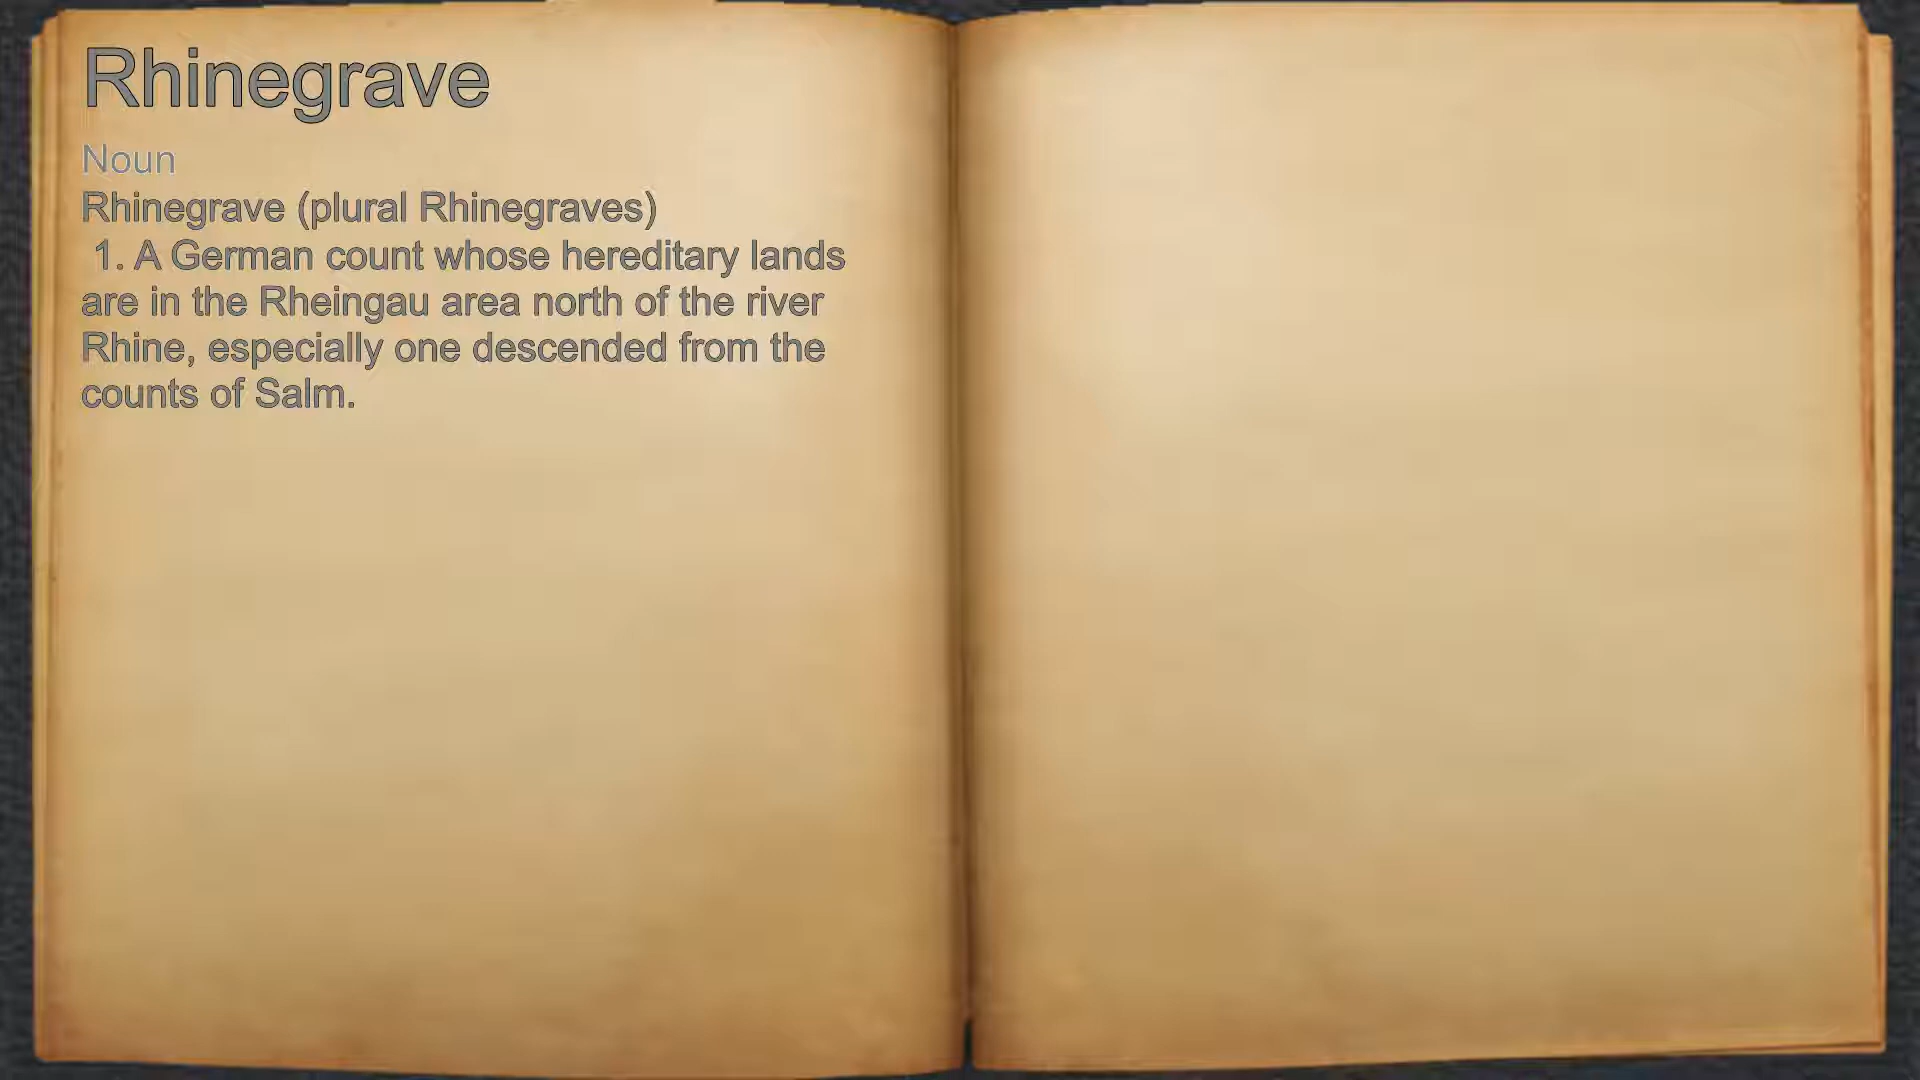 Rhinegrave
Noun
Rhinegrave (plural Rhinegraves)
1. A German count whose hereditary lands
are in the Rheingau area north of the river
Rhine, especially one descended from the
counts of Salm.